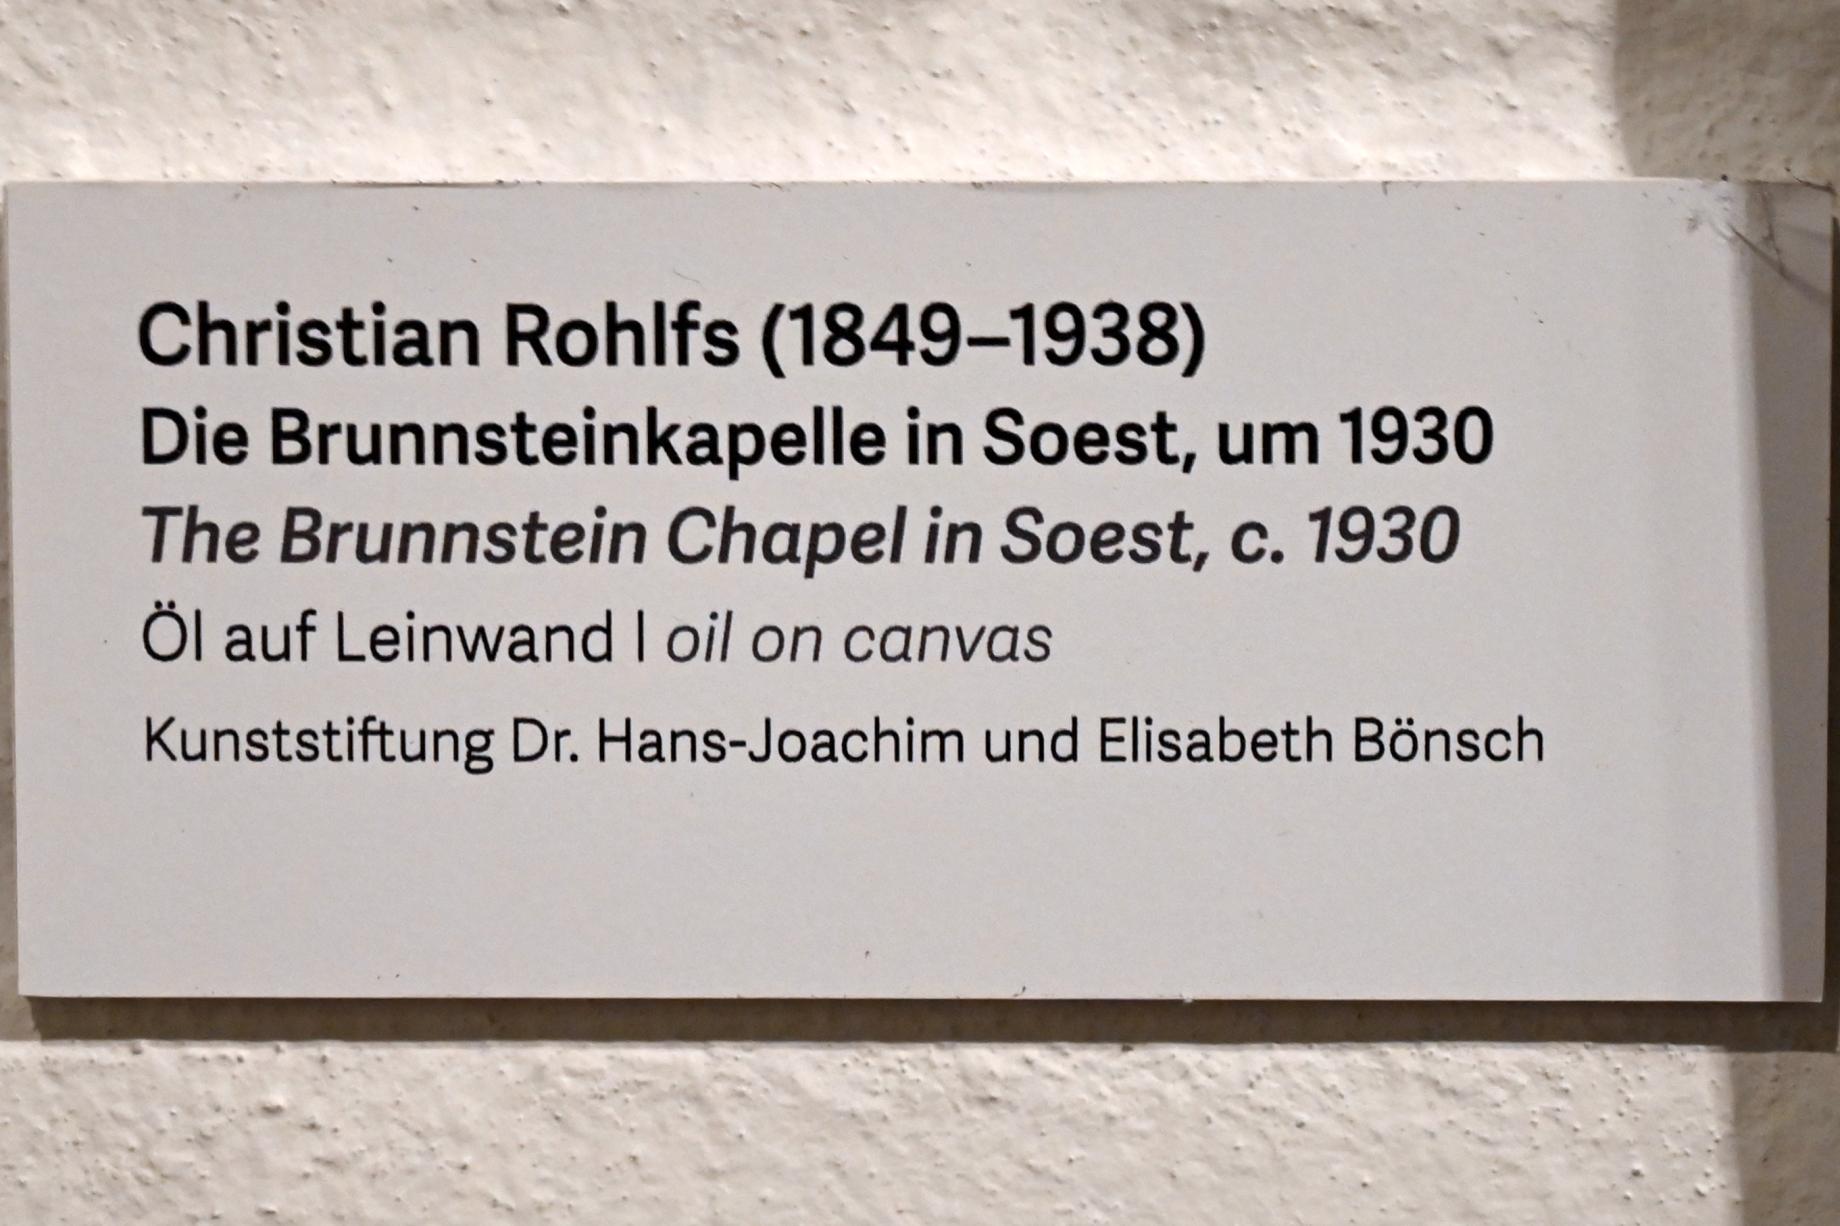 Christian Rohlfs (1849–1938)
Die Brunnsteinkapelle in Soest, um 1930
The Brunnstein Chapel in Soest, c. 1930
Öl auf Leinwand | oil on canvas
Kunststiftung Dr. Hans-Joachim und Elisabeth Bönsch